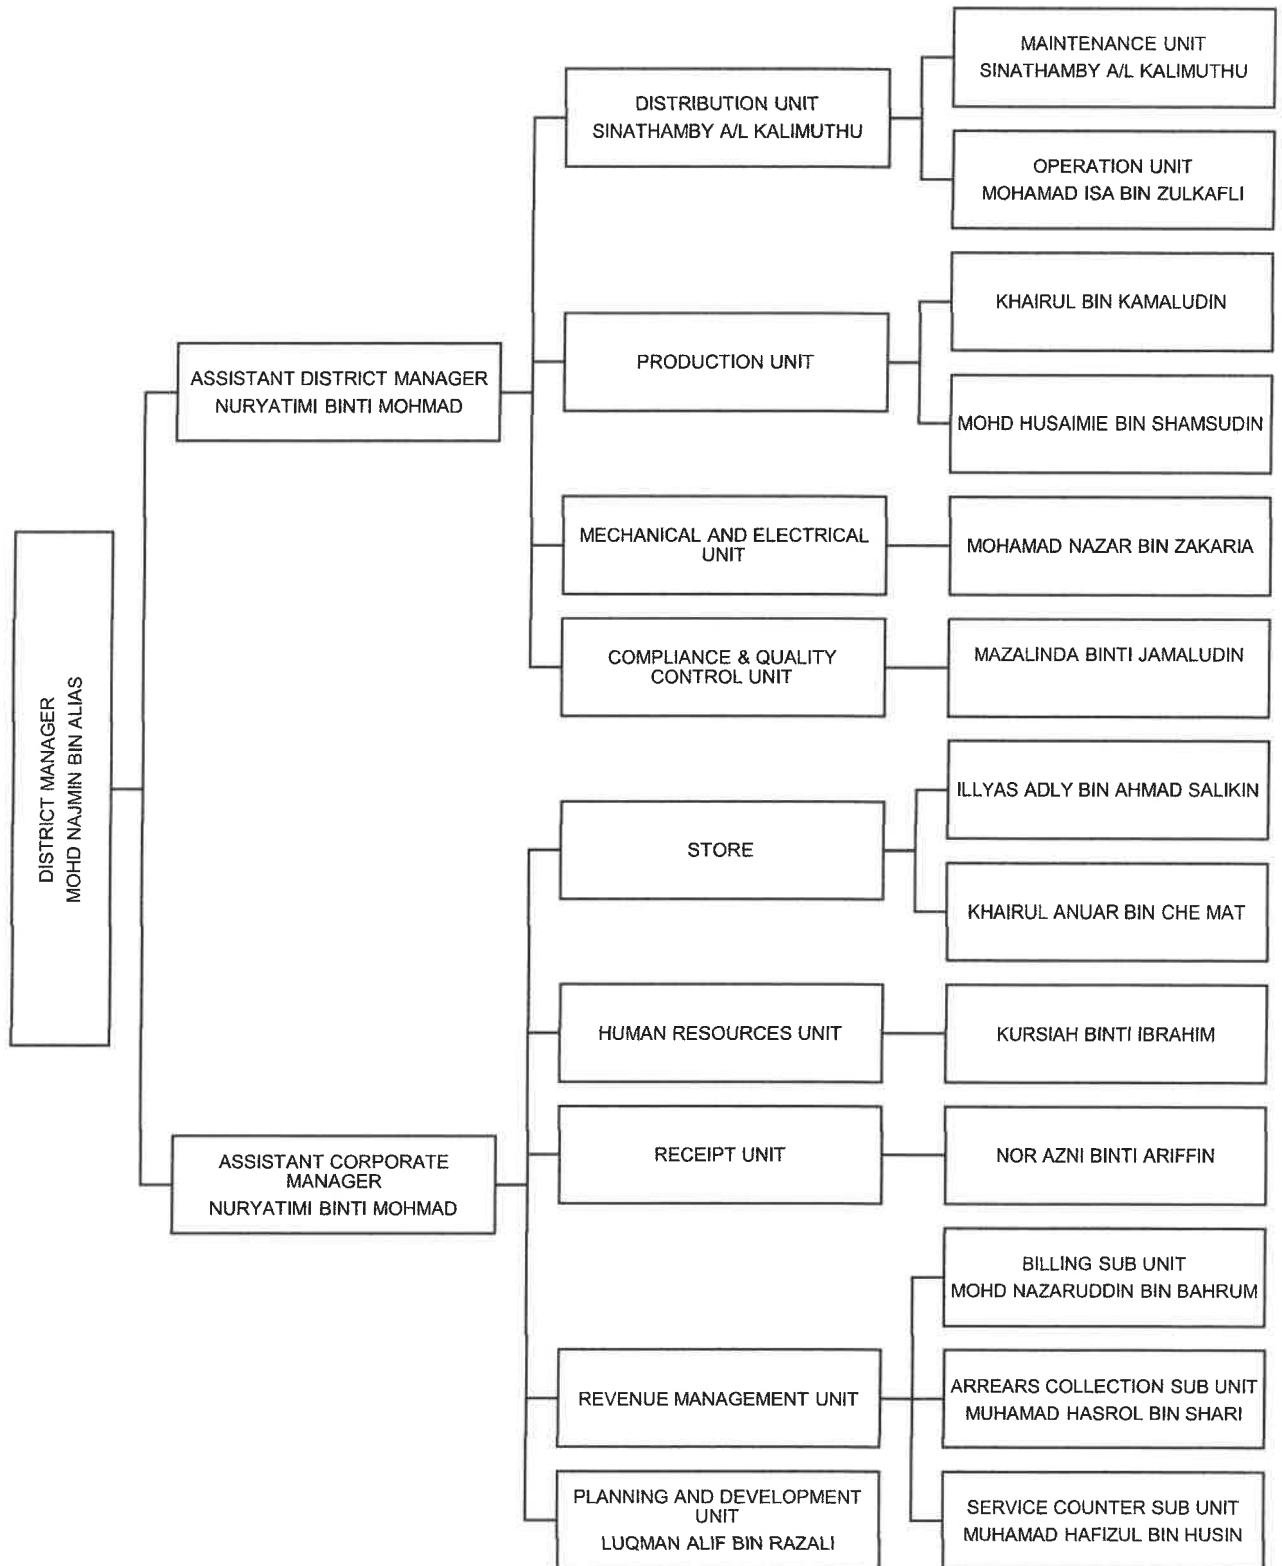 DISTRICT MANAGER
MOHD NAJMIN BIN ALIAS
ASSISTANT DISTRICT MANAGER
NURYATIMI BINTI MOHMAD
DISTRIBUTION UNIT
SINATHAMBY A/L KALIMUTHU
MAINTENANCE UNIT
SINATHAMBY A/L KALIMUTHU
OPERATION UNIT
MOHAMAD ISA BIN ZULKAFLI
PRODUCTION UNIT
KHAIRUL BIN KAMALUDIN
MOHD HUSAIMIE BIN SHAMSUDIN
MECHANICAL AND ELECTRICAL
UNIT
MOHAMAD NAZAR BIN ZAKARIA
COMPLIANCE & QUALITY
CONTROL UNIT
MAZALINDA BINTI JAMALUDIN
ASSISTANT CORPORATE
MANAGER
NURYATIMI BINTI MOHMAD
STORE
ILLYAS ADLY BIN AHMAD SALIKIN
KHAIRUL ANUAR BIN CHE MAT
HUMAN RESOURCES UNIT
KURSIAH BINTI IBRAHIM
RECEIPT UNIT
NOR AZNI BINTI ARIFFIN
REVENUE MANAGEMENT UNIT
BILLING SUB UNIT
MOHD NAZARUDDIN BIN BAHRUM
ARREARS COLLECTION SUB UNIT
MUHAMAD HASROL BIN SHARI
SERVICE COUNTER SUB UNIT
MUHAMAD HAFIZUL BIN HUSIN
PLANNING AND DEVELOPMENT
UNIT
LUQMAN ALIF BIN RAZALI